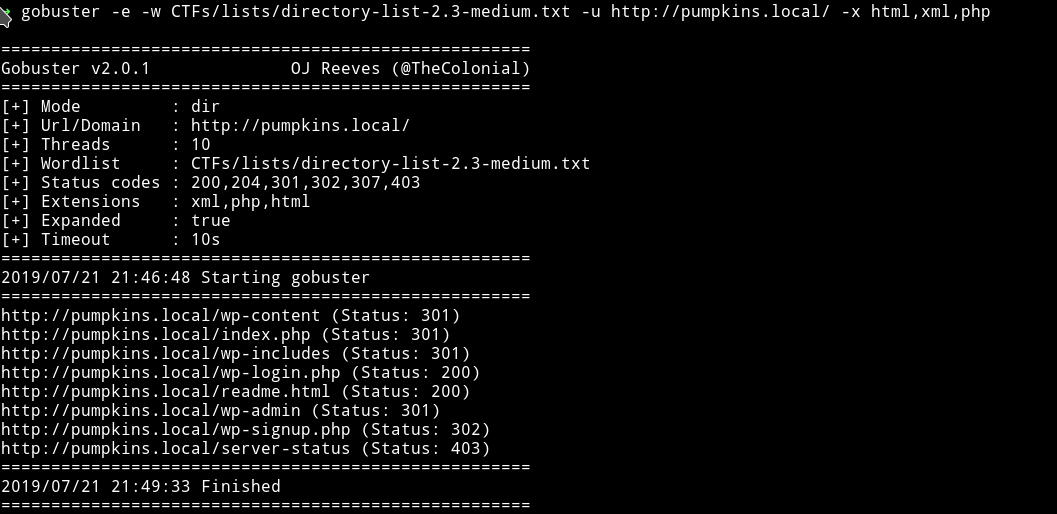 gobuster -e -w CTFs/lists/directory-list-2.3-medium.txt -u http://pumpkins.local/ -x html,xml,php
=====================================================
Gobuster v2.0.1              OJ Reeves (@TheColonial)
=====================================================
[+] Mode         : dir
[+] Url/Domain   : http://pumpkins.local/
[+] Threads      : 10
[+] Wordlist     : CTFs/lists/directory-list-2.3-medium.txt
[+] Status codes : 200,204,301,302,307,403
[+] Extensions   : xml,php,html
[+] Expanded     : true
[+] Timeout      : 10s
=====================================================
2019/07/21 21:46:48 Starting gobuster
=====================================================
http://pumpkins.local/wp-content (Status: 301)
http://pumpkins.local/index.php (Status: 301)
http://pumpkins.local/wp-includes (Status: 301)
http://pumpkins.local/wp-login.php (Status: 200)
http://pumpkins.local/readme.html (Status: 200)
http://pumpkins.local/wp-admin (Status: 301)
http://pumpkins.local/wp-signup.php (Status: 302)
http://pumpkins.local/server-status (Status: 403)
=====================================================
2019/07/21 21:49:33 Finished
=====================================================